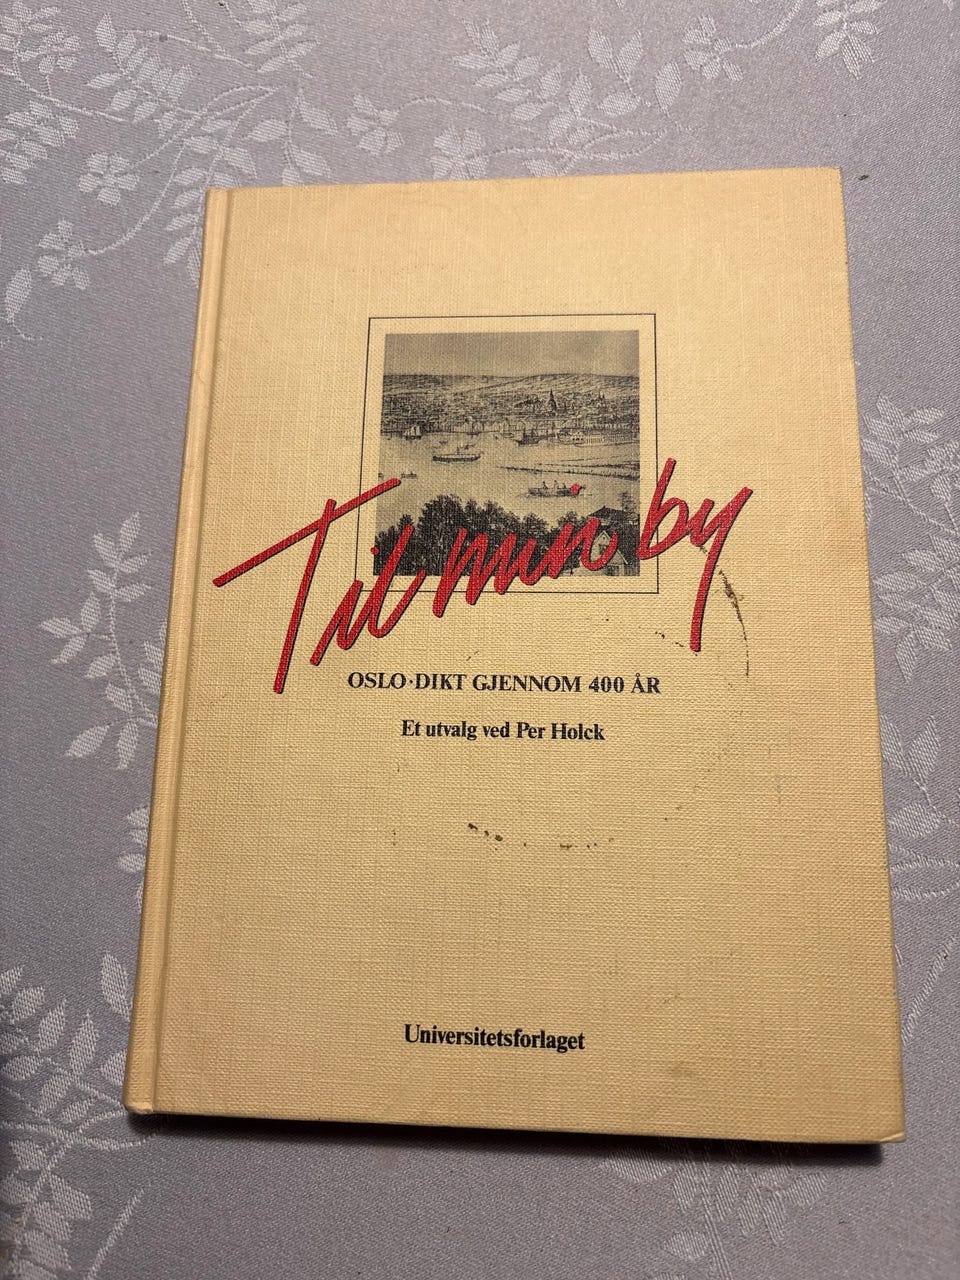 Til min by
OSLO·DIKT GJENNOM 400 ÅR
Et utvalg ved Per Holck
Universitetsforlaget